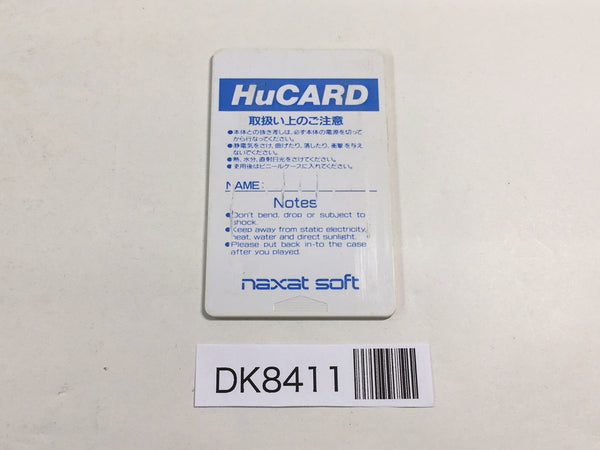 HuCARD
取扱い上のご注意
●本体との抜き差しは、必ず本体の電源を切って
から行なってください。
●静電気をさけ、曲げたり、濡したり、衝撃を与え
ないでください。
●熱、水分、直射日光をさけてください。
●使用後はビニールケースに入れてください。
NAME:
Notes
●Don't bend, drop or subject to
shock.
●Keep away from static electricity,
heat, water and direct sunlight.
●Please put back in-to the case
after you played.
naxat soft
DK8411